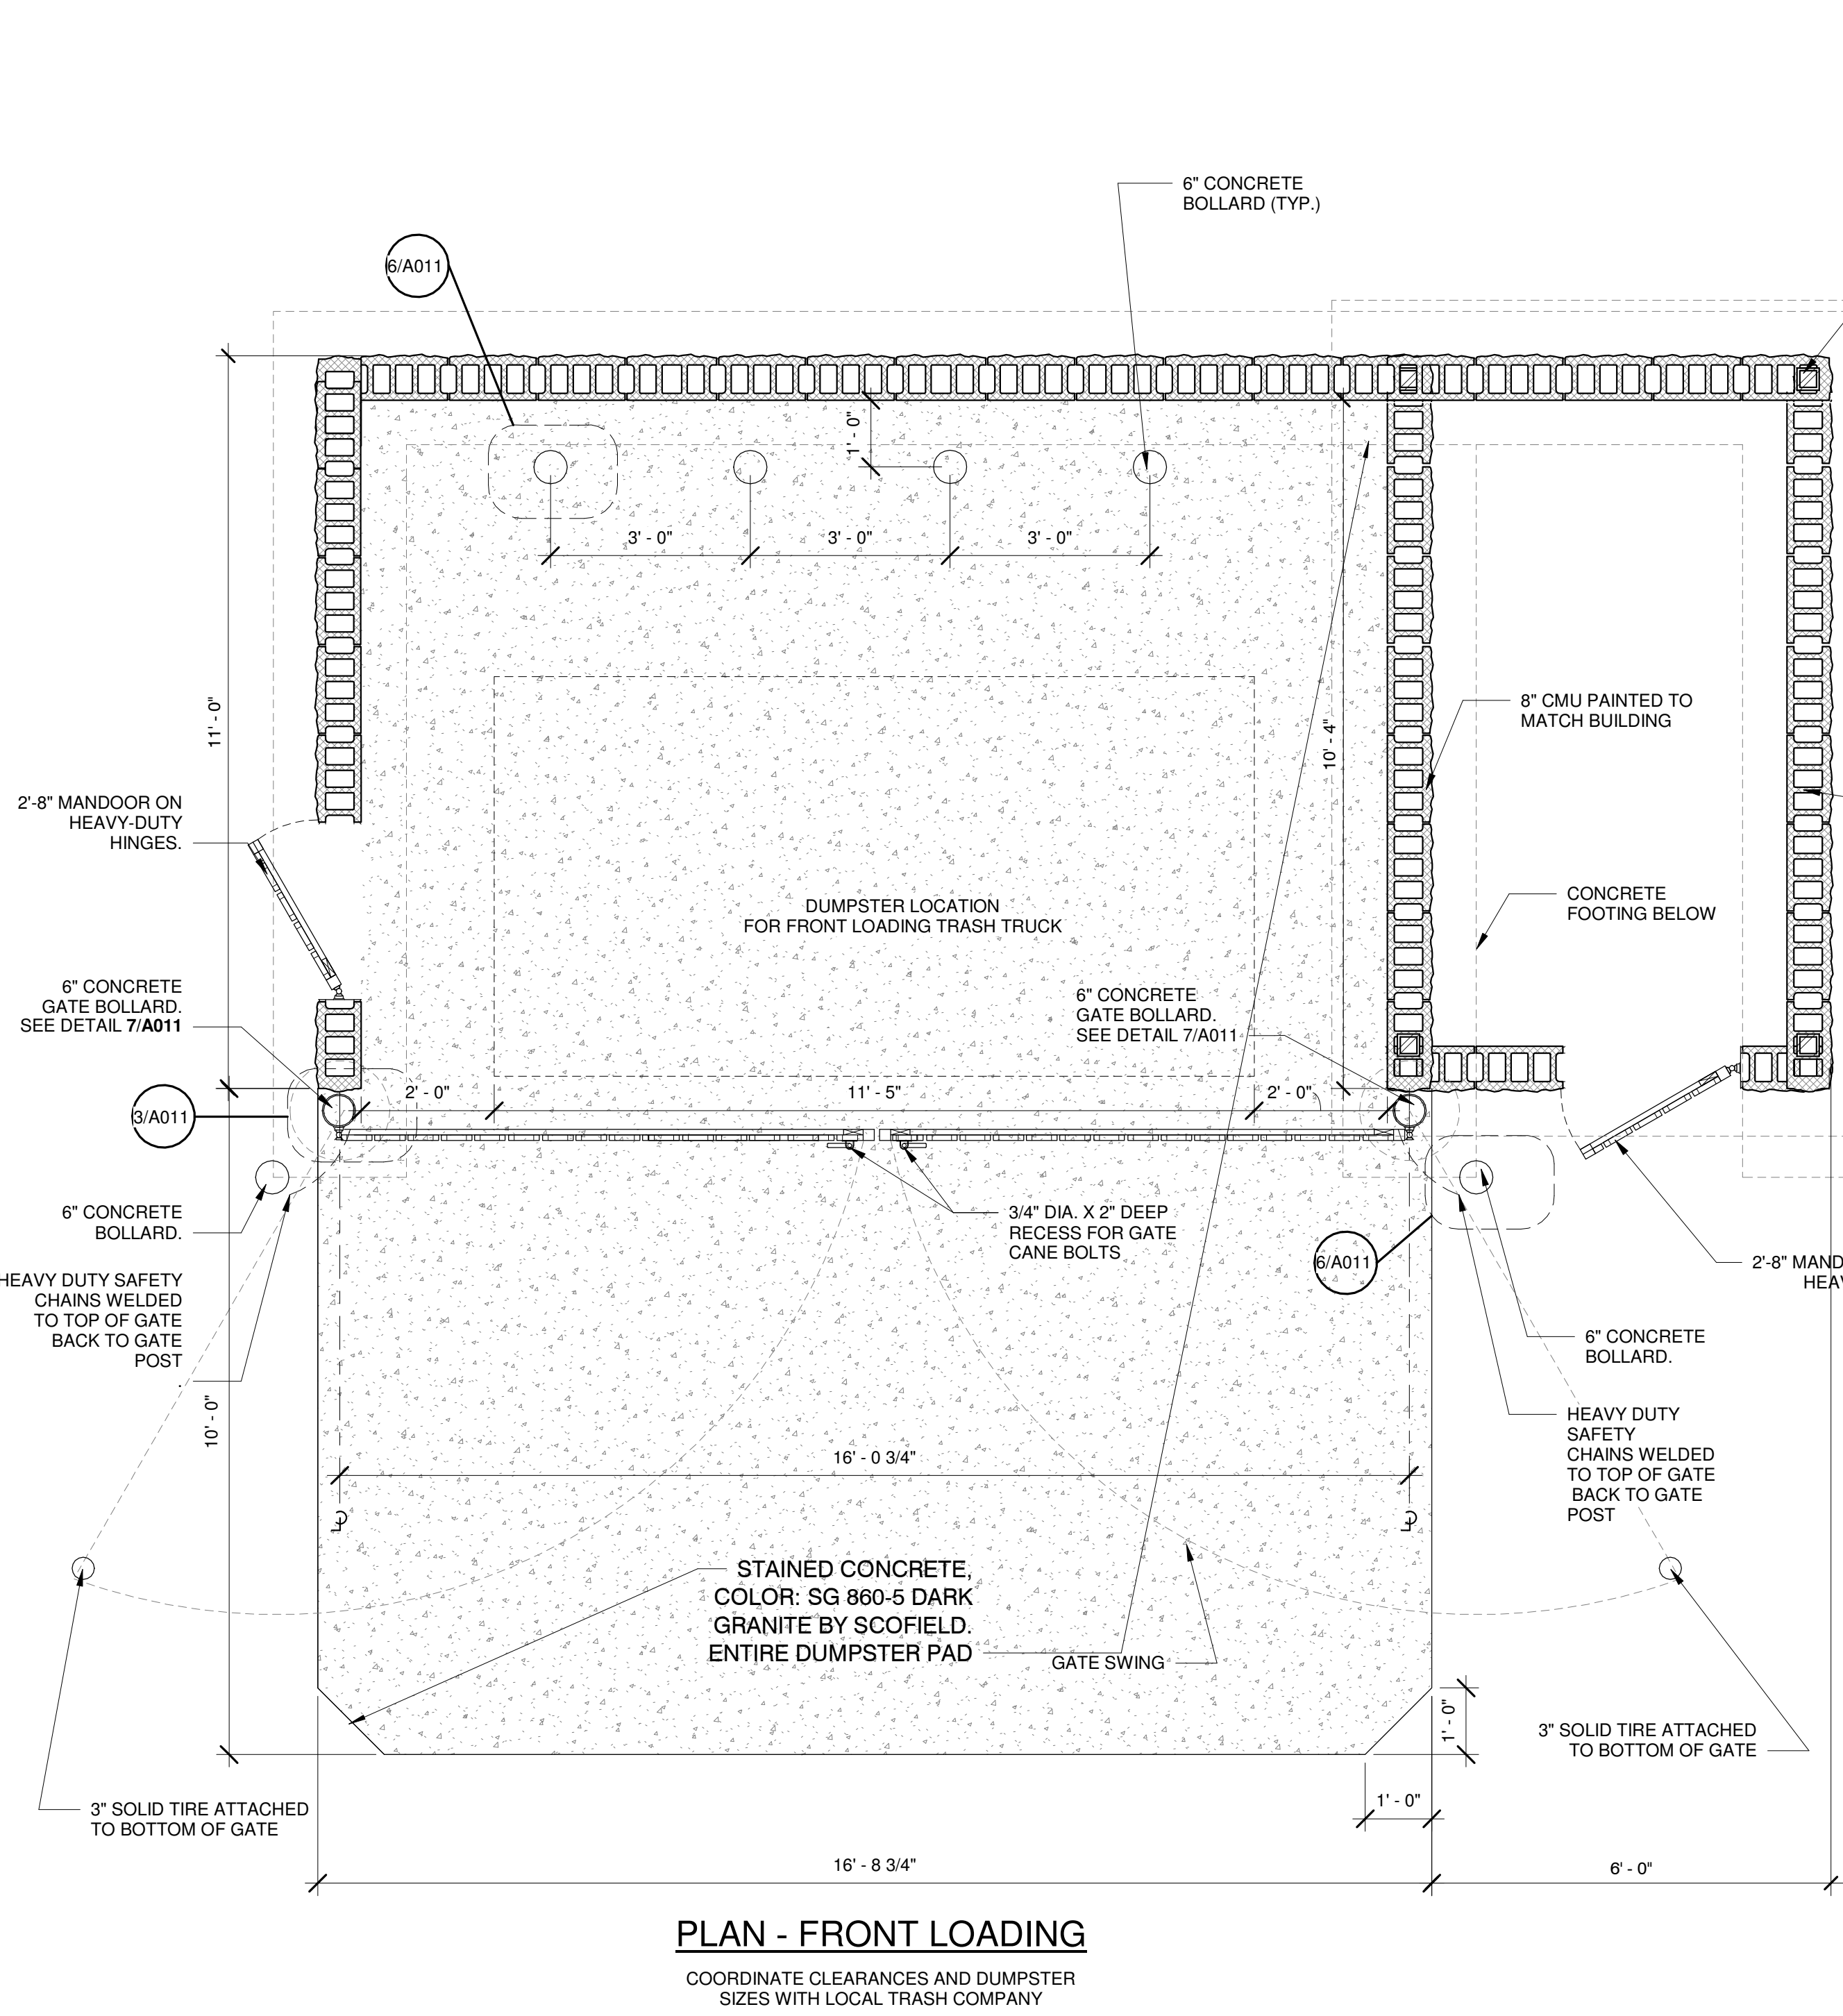 6" CONCRETE
BOLLARD (TYP.)
6/A011
1' - 0"
3' - 0"
3' - 0"
3' - 0"
11' - 0"
10' - 4"
8" CMU PAINTED TO
MATCH BUILDING
2'-8" MANDOOR ON
HEAVY-DUTY
HINGES.
DUMPSTER LOCATION
FOR FRONT LOADING TRASH TRUCK
CONCRETE
FOOTING BELOW
6" CONCRETE
GATE BOLLARD.
SEE DETAIL 7/A011
6" CONCRETE
GATE BOLLARD.
SEE DETAIL 7/A011
3/A011
2' - 0"
11' - 5"
2' - 0"
6" CONCRETE
BOLLARD.
3/4" DIA. X 2" DEEP
RECESS FOR GATE
CANE BOLTS
6/A011
2'-8" MAND
HEAV
HEAVY DUTY SAFETY
CHAINS WELDED
TO TOP OF GATE
BACK TO GATE
POST
.
6" CONCRETE
BOLLARD.
10' - 0"
HEAVY DUTY
SAFETY
CHAINS WELDED
TO TOP OF GATE
BACK TO GATE
POST
16' - 0 3/4"
STAINED CONCRETE,
COLOR: SG 860-5 DARK
GRANITE BY SCOFIELD.
ENTIRE DUMPSTER PAD
GATE SWING
1' - 0"
3" SOLID TIRE ATTACHED
TO BOTTOM OF GATE
3" SOLID TIRE ATTACHED
TO BOTTOM OF GATE
1' - 0"
16' - 8 3/4"
6' - 0"
PLAN - FRONT LOADING
COORDINATE CLEARANCES AND DUMPSTER
SIZES WITH LOCAL TRASH COMPANY